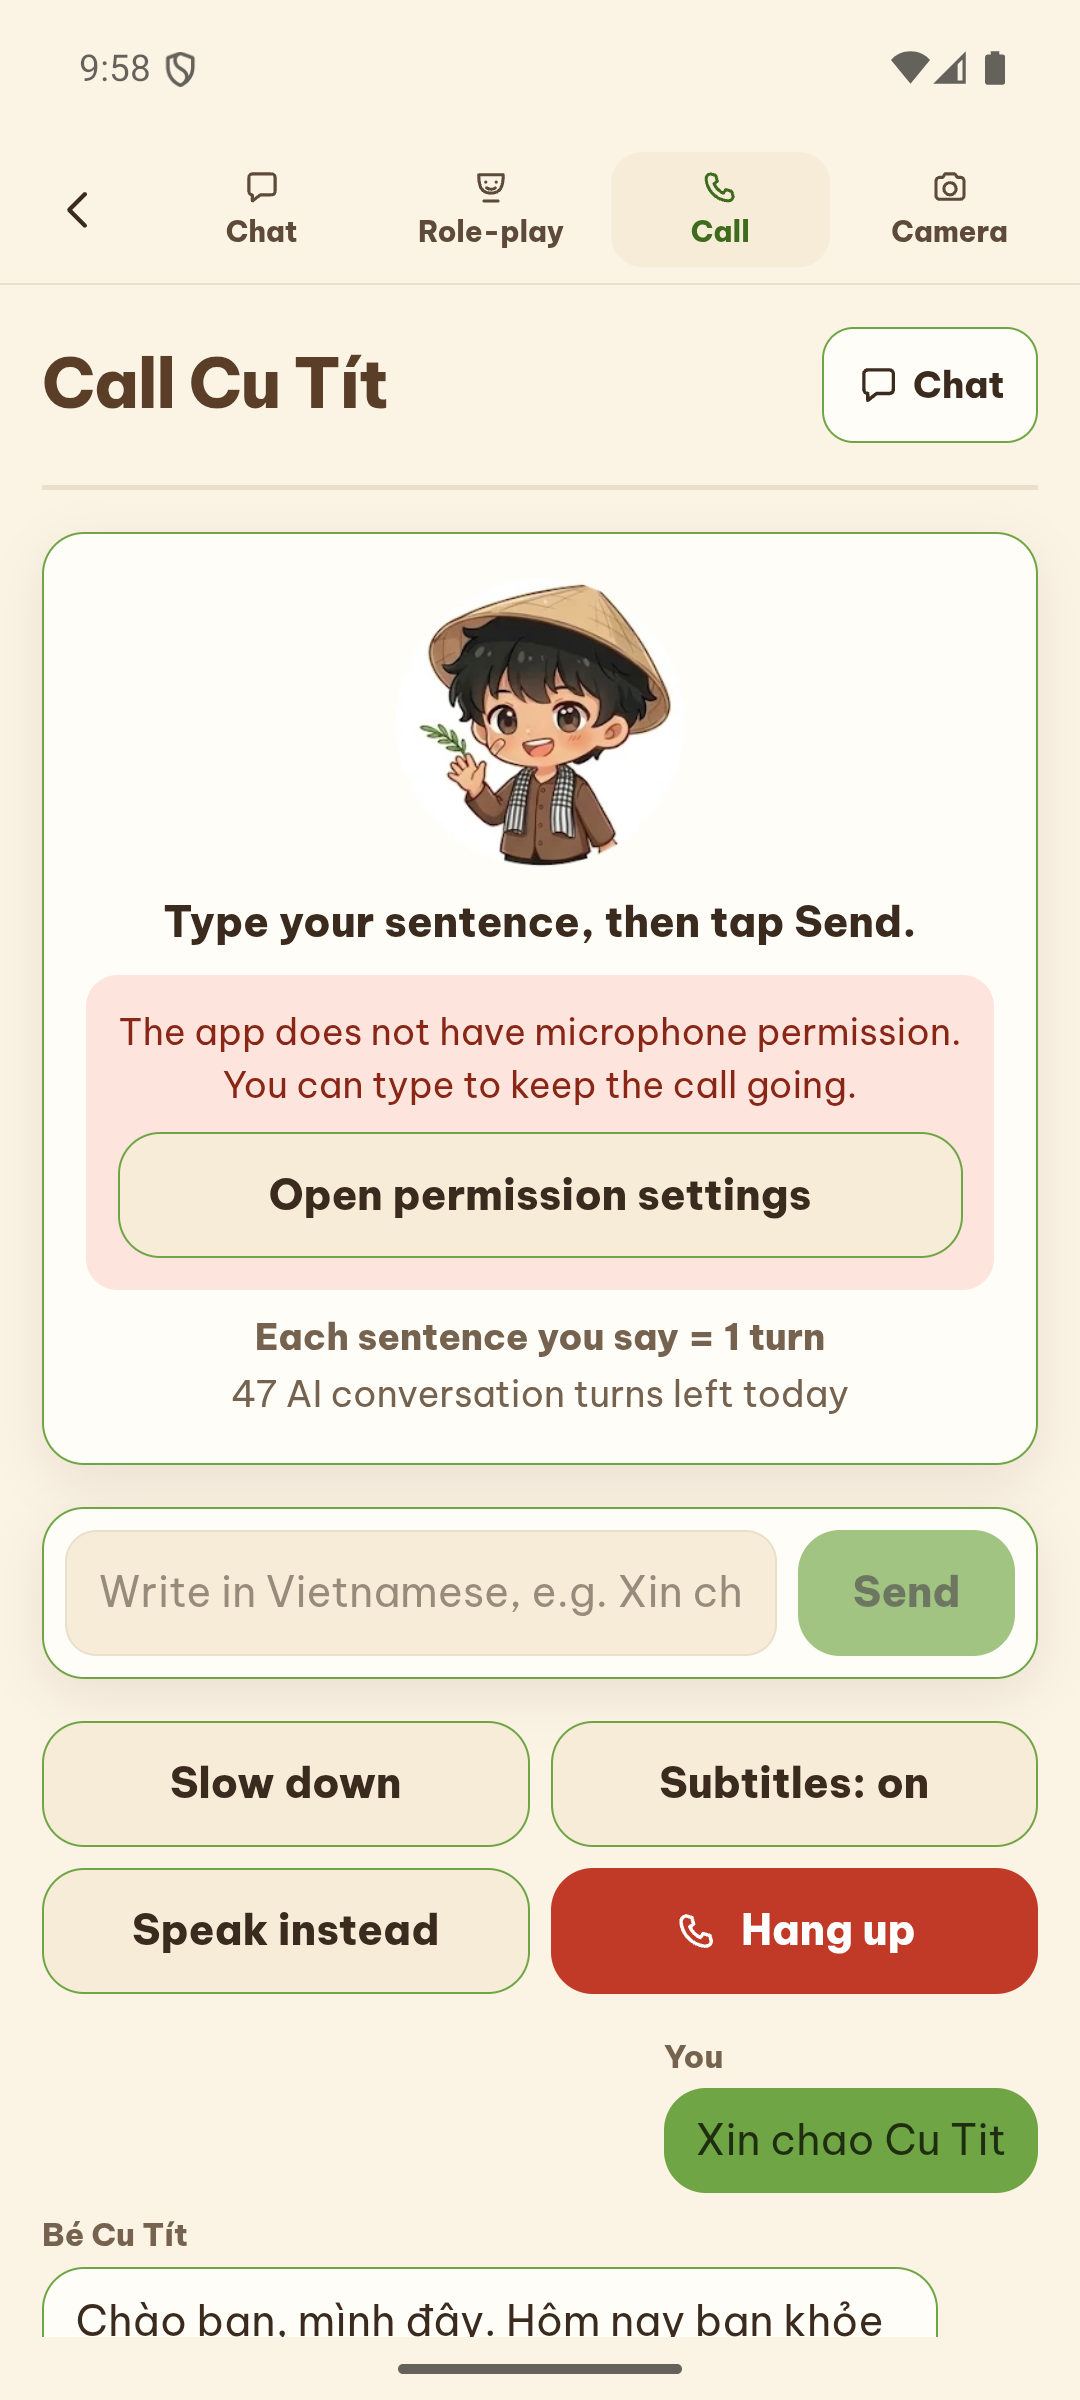 9:58
Chat
Role-play
Call
Camera
Call Cu Tít
Chat
Type your sentence, then tap Send.
The app does not have microphone permission.
You can type to keep the call going.
Open permission settings
Each sentence you say = 1 turn
47 AI conversation turns left today
Write in Vietnamese, e.g. Xin ch
Send
Slow down
Subtitles: on
Speak instead
Hang up
You
Xin chao Cu Tit
Bé Cu Tít
Chào bạn, mình đây. Hôm nay bạn khỏe